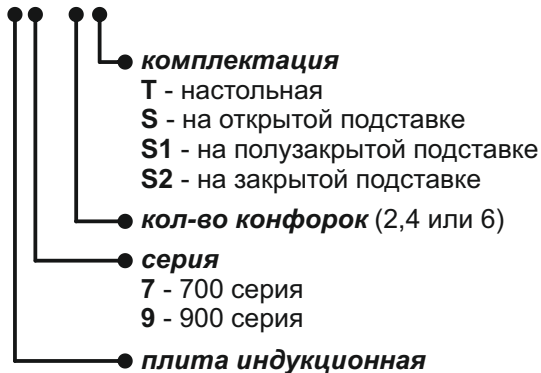 комплектация
T - настольная
S - на открытой подставке
S1 - на полузакрытой подставке
S2 - на закрытой подставке
кол-во конфорок (2,4 или 6)
серия
7 - 700 серия
9 - 900 серия
плита индукционная